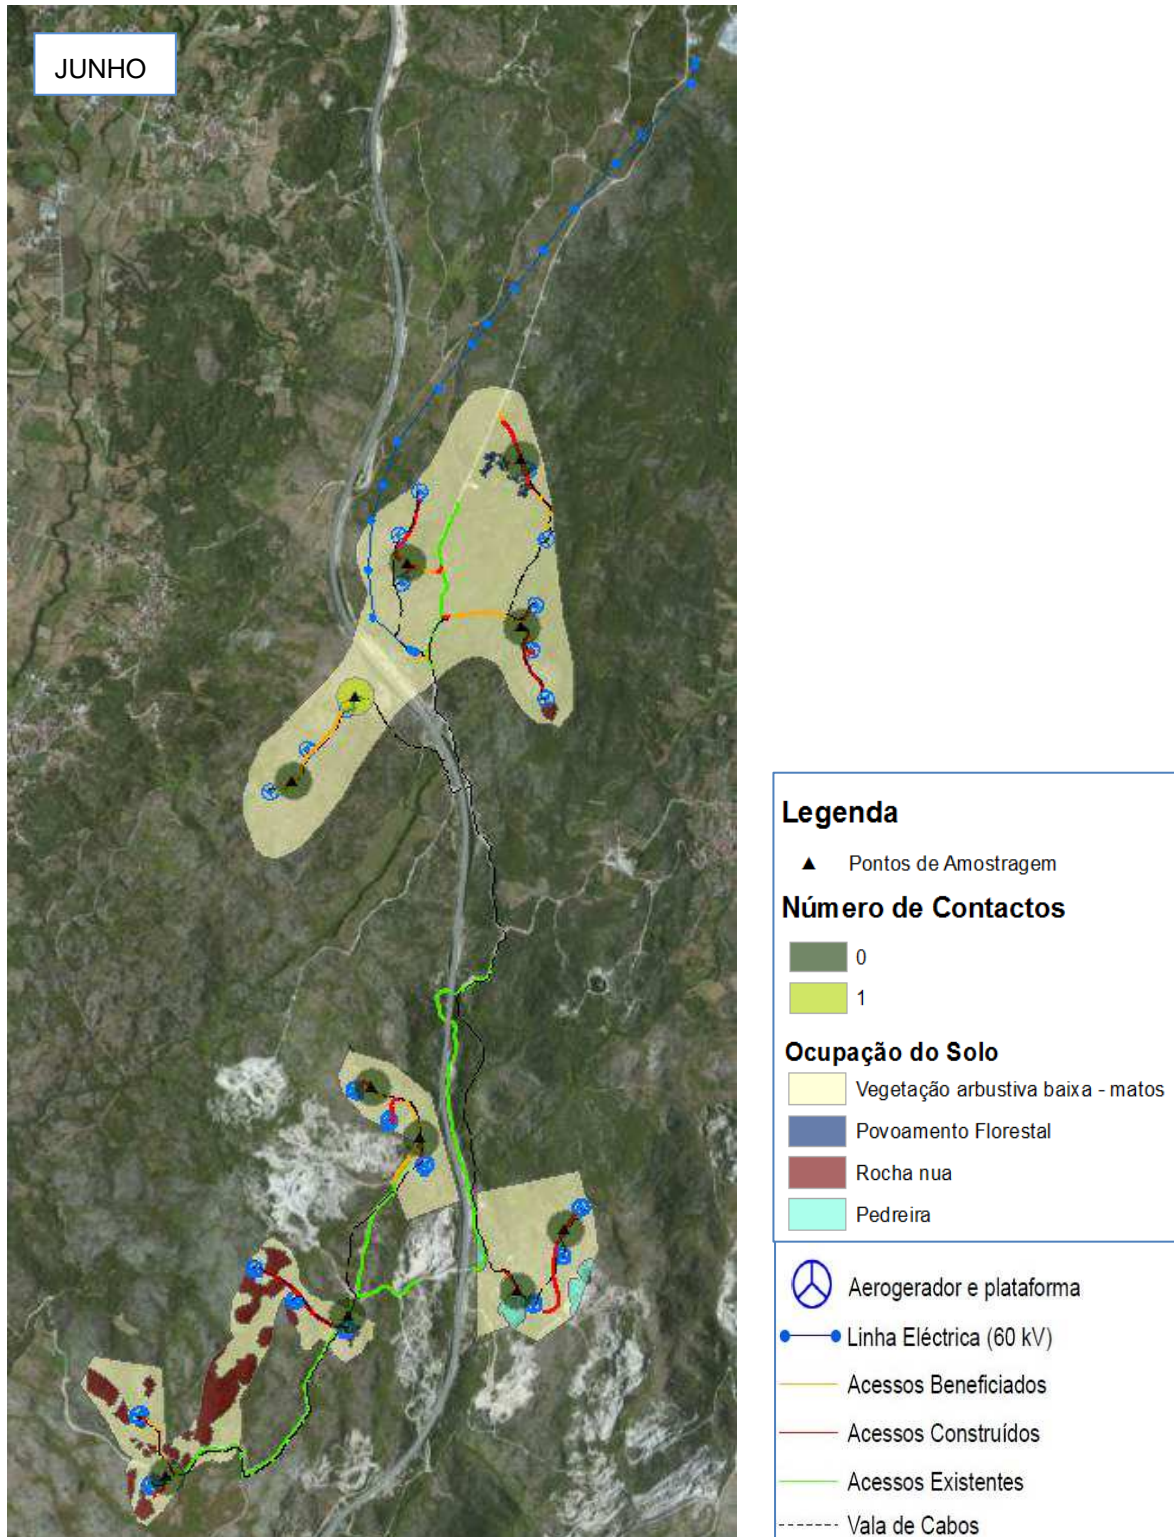 JUNHO
Legenda
Pontos de Amostragem
Número de Contactos
0
1
Ocupação do Solo
Vegetação arbustiva baixa - matos
Povoamento Florestal
Rocha nua
Pedreira
Aerogerador e plataforma
Linha Eléctrica (60 kV)
Acessos Beneficiados
Acessos Construídos
Acessos Existentes
Vala de Cabos